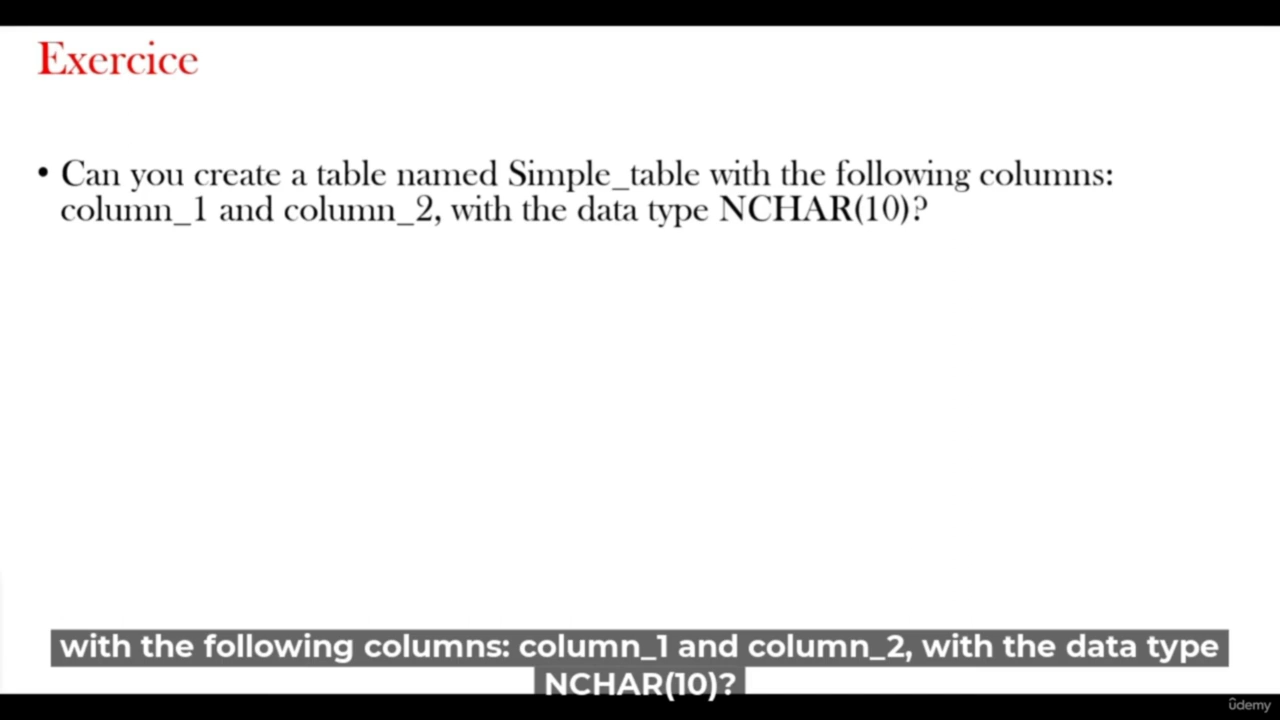 Exercice
• Can you create a table named Simple_table with the following columns:
column_1 and column_2, with the data type NCHAR(10)?
with the following columns: column_1 and column_2, with the data type
NCHAR(10)?
ûdemy